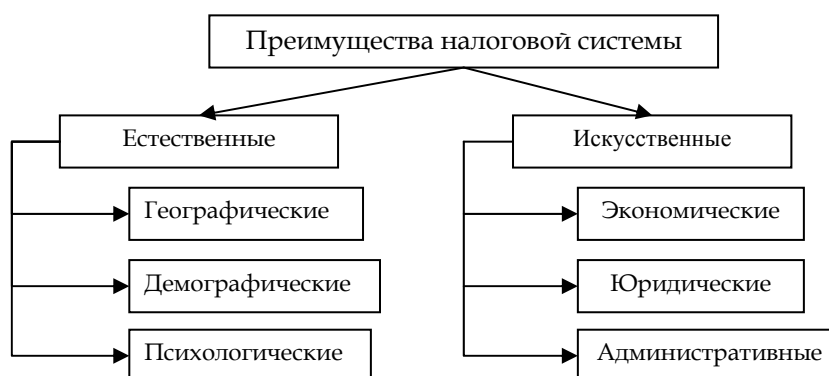 Преимущества налоговой системы
Естественные
Искусственные
Географические
Экономические
Демографические
Юридические
Психологические
Административные